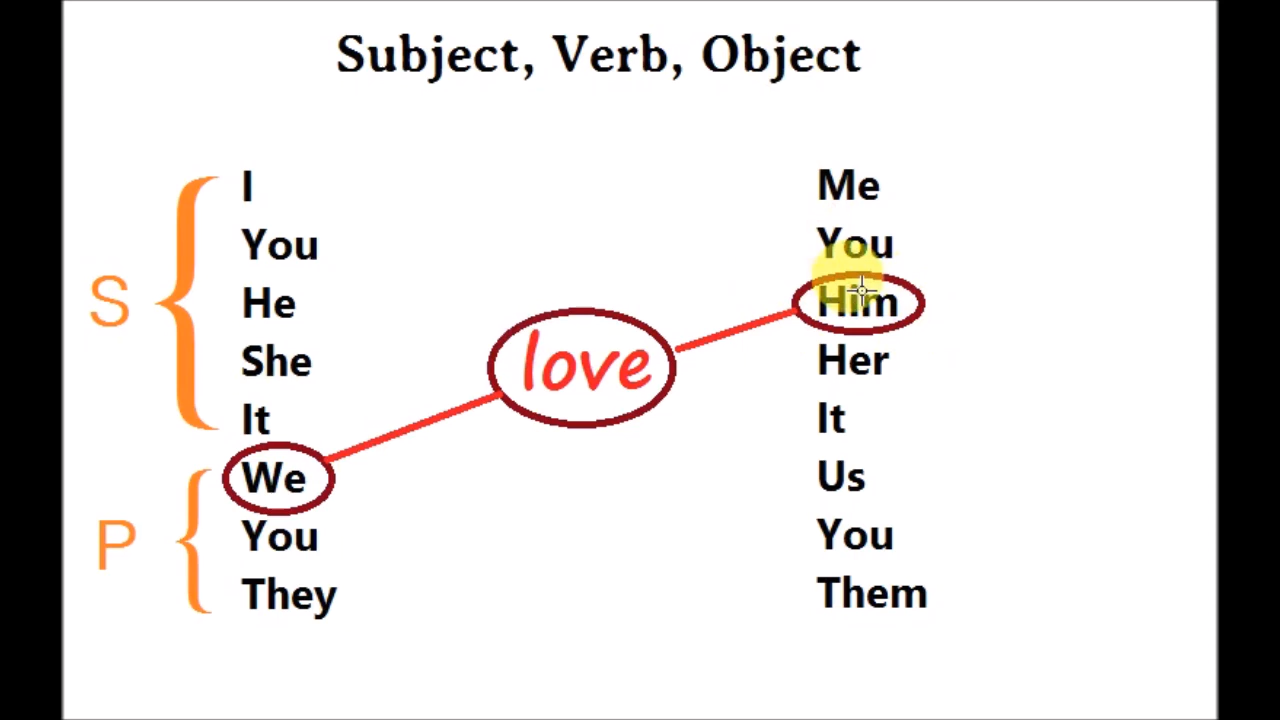 Subject, Verb, Object
I Me
You You
He Him
S
She Her
love
It It
We Us
You You
P
They Them